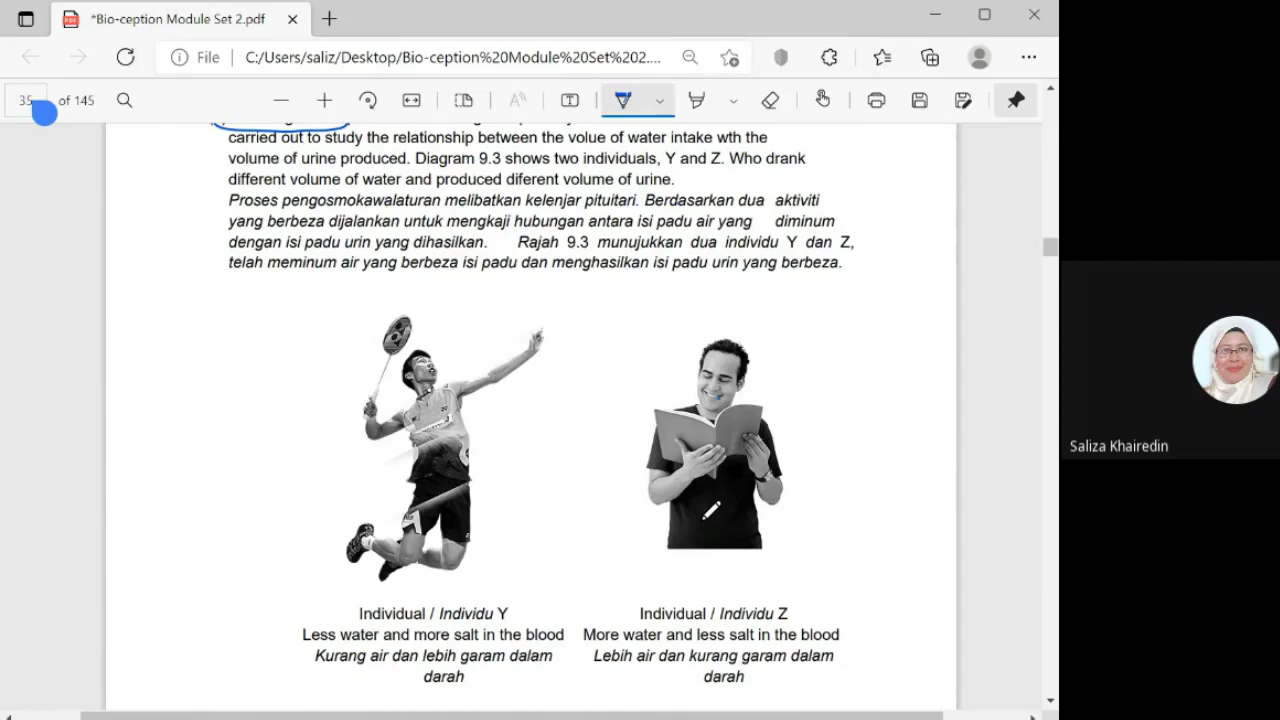 *Bio-ception Module Set 2.pdf
File
C:/Users/saliz/Desktop/Bio-ception%20Module%20Set%202....
35
of 145
carried out to study the relationship between the volue of water intake wth the
volume of urine produced. Diagram 9.3 shows two individuals, Y and Z. Who drank
different volume of water and produced diferent volume of urine.
Proses pengosmokawalaturan melibatkan kelenjar pituitari. Berdasarkan dua aktiviti
yang berbeza dijalankan untuk mengkaji hubungan antara isi padu air yang diminum
dengan isi padu urin yang dihasilkan. Rajah 9.3 munujukkan dua individu Y dan Z,
telah meminum air yang berbeza isi padu dan menghasilkan isi padu urin yang berbeza.
Individual / Individu Y
Less water and more salt in the blood
Kurang air dan lebih garam dalam
darah
Individual / Individu Z
More water and less salt in the blood
Lebih air dan kurang garam dalam
darah
Saliza Khairedin